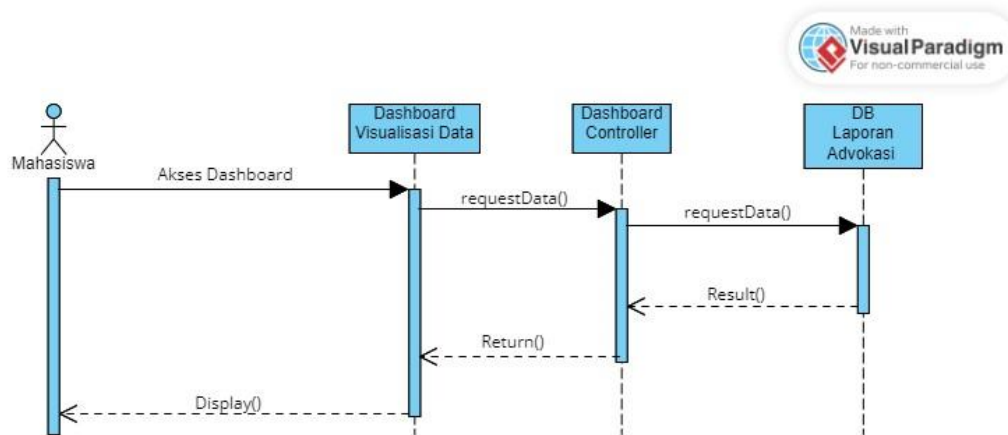 Made with
Visual Paradigm
For non-commercial use
Dashboard
Visualisasi Data
Dashboard
Controller
DB
Laporan
Advokasi
Mahasiswa
Akses Dashboard
requestData()
requestData()
Result()
Return()
Display()